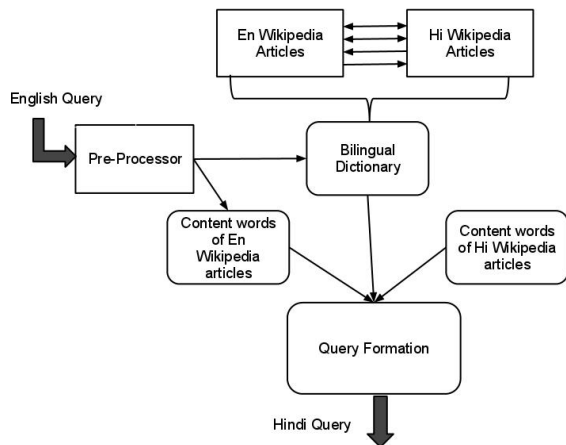 En Wikipedia
Articles
Hi Wikipedia
Articles
English Query
Pre-Processor
Bilingual
Dictionary
Content words
of En
Wikipedia
articles
Content words
of Hi Wikipedia
articles
Query Formation
Hindi Query